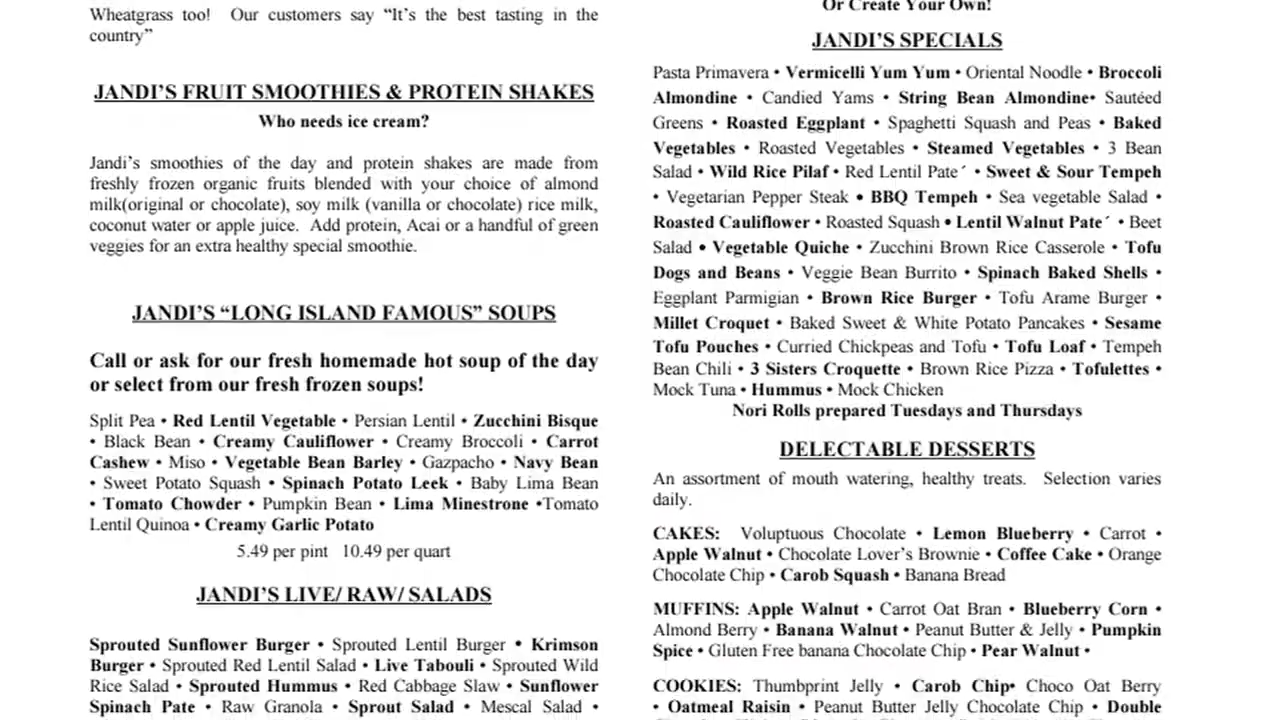 Wheatgrass too! Our customers say “It’s the best tasting in the
country”
JANDI’S FRUIT SMOOTHIES & PROTEIN SHAKES
Who needs ice cream?
Jandi’s smoothies of the day and protein shakes are made from
freshly frozen organic fruits blended with your choice of almond
milk(original or chocolate), soy milk (vanilla or chocolate) rice milk,
coconut water or apple juice. Add protein, Acai or a handful of green
veggies for an extra healthy special smoothie.
JANDI’S “LONG ISLAND FAMOUS” SOUPS
Call or ask for our fresh homemade hot soup of the day
or select from our fresh frozen soups!
Split Pea • Red Lentil Vegetable • Persian Lentil • Zucchini Bisque
• Black Bean • Creamy Cauliflower • Creamy Broccoli • Carrot
Cashew • Miso • Vegetable Bean Barley • Gazpacho • Navy Bean
• Sweet Potato Squash • Spinach Potato Leek • Baby Lima Bean
• Tomato Chowder • Pumpkin Bean • Lima Minestrone •Tomato
Lentil Quinoa • Creamy Garlic Potato
5.49 per pint 10.49 per quart
JANDI’S LIVE/ RAW/ SALADS
Sprouted Sunflower Burger • Sprouted Lentil Burger • Krimson
Burger • Sprouted Red Lentil Salad • Live Tabouli • Sprouted Wild
Rice Salad • Sprouted Hummus • Red Cabbage Slaw • Sunflower
Spinach Pate • Raw Granola • Sprout Salad • Mescal Salad •
Or Create Your Own!
JANDI’S SPECIALS
Pasta Primavera • Vermicelli Yum Yum • Oriental Noodle • Broccoli
Almondine • Candied Yams • String Bean Almondine• Sautéed
Greens • Roasted Eggplant • Spaghetti Squash and Peas • Baked
Vegetables • Roasted Vegetables • Steamed Vegetables • 3 Bean
Salad • Wild Rice Pilaf • Red Lentil Pate´ • Sweet & Sour Tempeh
• Vegetarian Pepper Steak • BBQ Tempeh • Sea vegetable Salad •
Roasted Cauliflower • Roasted Squash • Lentil Walnut Pate´ • Beet
Salad • Vegetable Quiche • Zucchini Brown Rice Casserole • Tofu
Dogs and Beans • Veggie Bean Burrito • Spinach Baked Shells •
Eggplant Parmigian • Brown Rice Burger • Tofu Arame Burger •
Millet Croquet • Baked Sweet & White Potato Pancakes • Sesame
Tofu Pouches • Curried Chickpeas and Tofu • Tofu Loaf • Tempeh
Bean Chili • 3 Sisters Croquette • Brown Rice Pizza • Tofulettes •
Mock Tuna • Hummus • Mock Chicken
Nori Rolls prepared Tuesdays and Thursdays
DELECTABLE DESSERTS
An assortment of mouth watering, healthy treats. Selection varies
daily.
CAKES: Voluptuous Chocolate • Lemon Blueberry • Carrot •
Apple Walnut • Chocolate Lover’s Brownie • Coffee Cake • Orange
Chocolate Chip • Carob Squash • Banana Bread
MUFFINS: Apple Walnut • Carrot Oat Bran • Blueberry Corn •
Almond Berry • Banana Walnut • Peanut Butter & Jelly • Pumpkin
Spice • Gluten Free banana Chocolate Chip • Pear Walnut •
COOKIES: Thumbprint Jelly • Carob Chip• Choco Oat Berry
• Oatmeal Raisin • Peanut Butter Jelly Chocolate Chip • Double